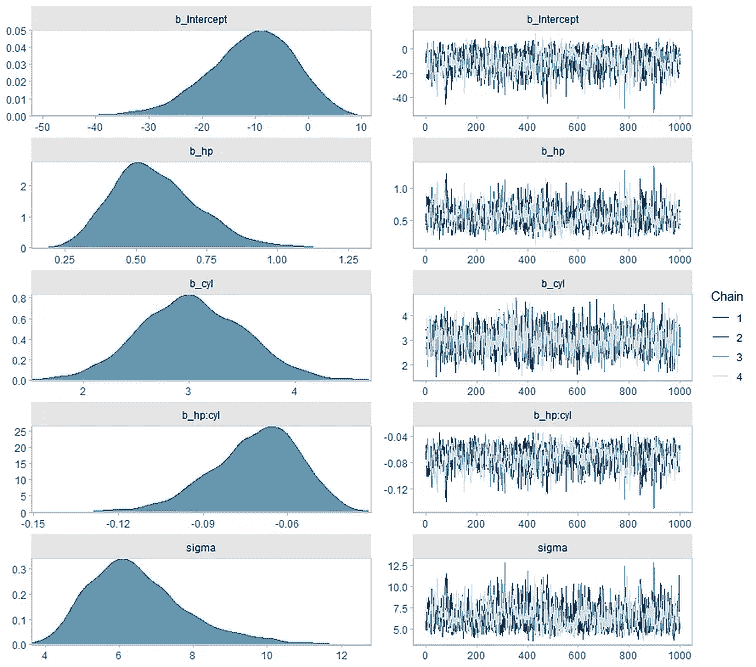 b_Intercept
0.05
0.04
0.03
0.02
0.01
0.00
-50 -40 -30 -20 -10 0 10
b_Intercept
0
-20
-40
0 200 400 600 800 1000
b_hp
2
1
0
0.25 0.50 0.75 1.00 1.25
b_hp
1.0
0.5
0 200 400 600 800 1000
b_cyl
0.8
0.6
0.4
0.2
0.0
2 3 4
b_cyl
4
3
2
0 200 400 600 800 1000
b_hp:cyl
25
20
15
10
5
0
-0.15 -0.12 -0.09 -0.06
b_hp:cyl
-0.04
-0.08
-0.12
0 200 400 600 800 1000
sigma
0.3
0.2
0.1
0.0
4 6 8 10 12
sigma
12.5
10.0
7.5
5.0
0 200 400 600 800 1000
Chain
1
2
3
4